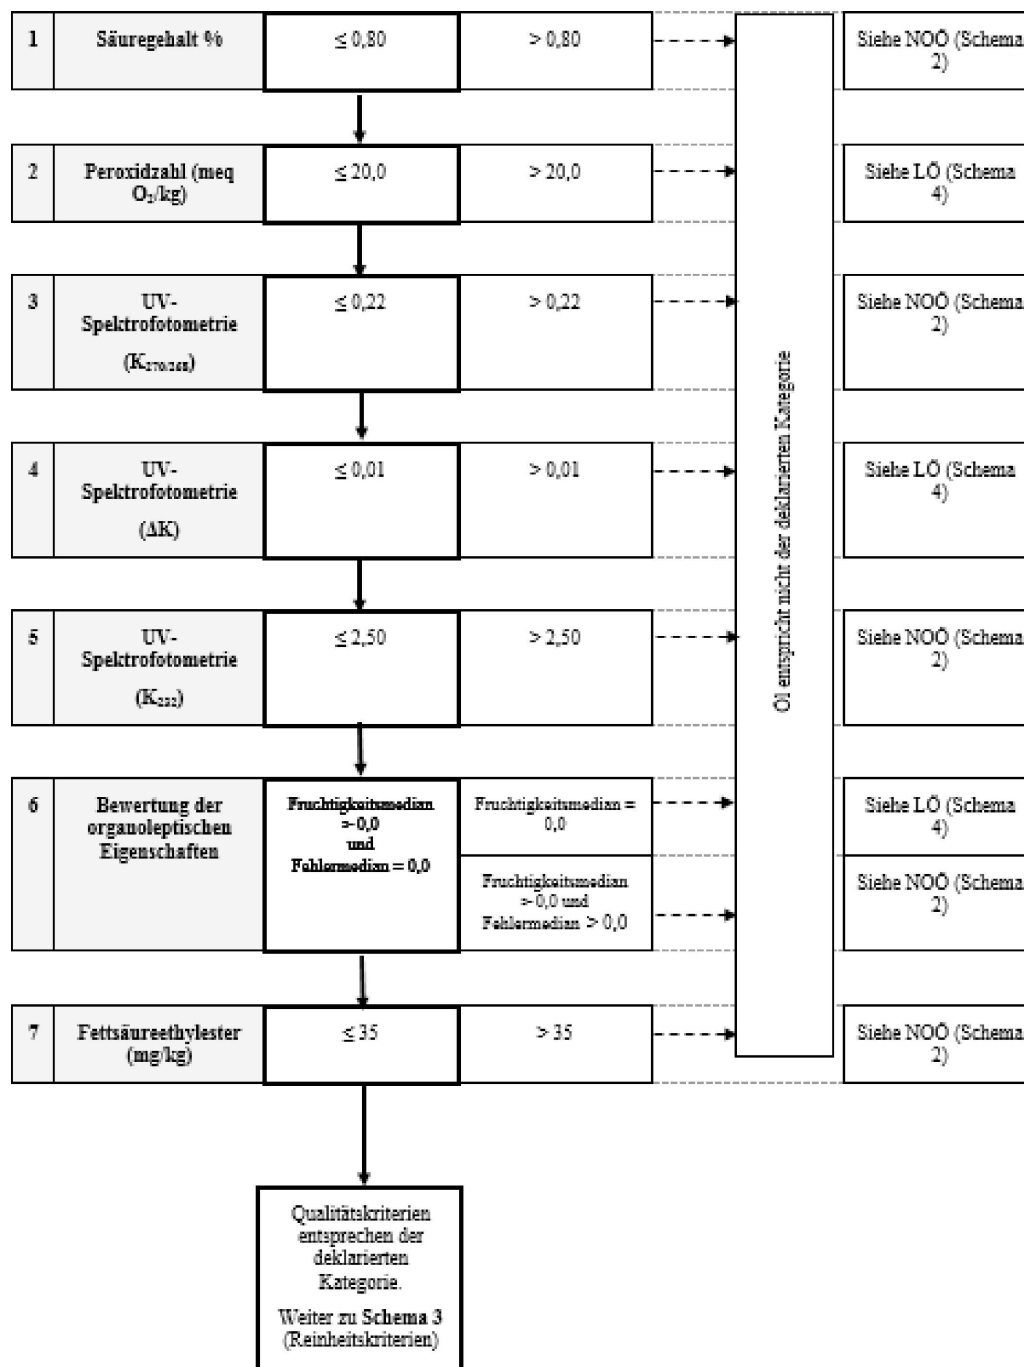 1
Säuregehalt %
≤ 0,80
> 0,80
Siehe NOÖ (Schema
2)
2
Peroxidzahl (meq
O₂/kg)
≤ 20,0
> 20,0
Siehe LÖ (Schema
4)
3
UV-
Spektrofotometrie
(K₂₇₀/₂₆₈)
≤ 0,22
> 0,22
Siehe NOÖ (Schema
2)
4
UV-
Spektrofotometrie
(ΔK)
≤ 0,01
> 0,01
Siehe LÖ (Schema
4)
5
UV-
Spektrofotometrie
(K₂₃₂)
≤ 2,50
> 2,50
Siehe NOÖ (Schema
2)
6
Bewertung der
organoleptischen
Eigenschaften
Fruchtigkeitsmedian
> 0,0
und
Fehlermedian = 0,0
Fruchtigkeitsmedian =
0,0
Siehe LÖ (Schema
4)
Fruchtigkeitsmedian
> 0,0 und
Fehlermedian > 0,0
Siehe NOÖ (Schema
2)
7
Fettsäureethylester
(mg/kg)
≤ 35
> 35
Siehe NOÖ (Schema
2)
Öl entspricht nicht der deklarierten Kategorie
Qualitätskriterien
entsprechen der
deklarierten
Kategorie.
Weiter zu Schema 3
(Reinheitskriterien)